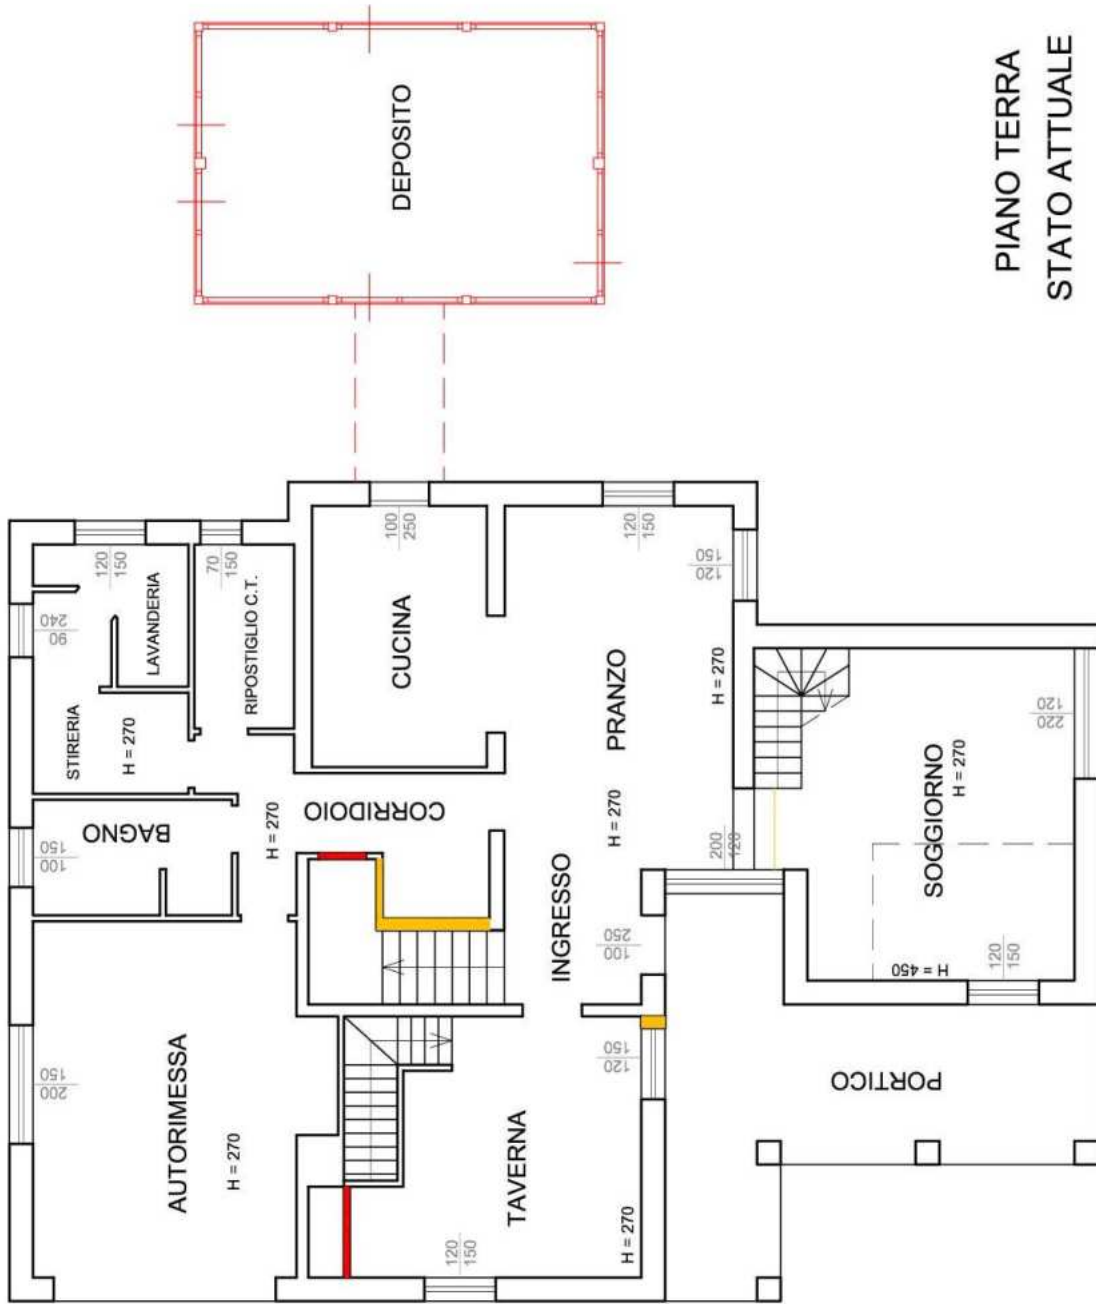 PIANO TERRA
STATO ATTUALE
DEPOSITO
120
150
LAVANDERIA
90
240
STIRERIA
H = 270
70
150
RIPOSTIGLIO C.T.
100
250
CUCINA
120
150
120
150
PRANZO
H = 270
H = 270
BAGNO
100
150
H = 270
CORRIDOIO
INGRESSO
100
250
200
120
SOGGIORNO
H = 270
220
120
H = 450
120
150
AUTORIMESSA
H = 270
200
150
TAVERNA
H = 270
120
150
120
150
PORTICO